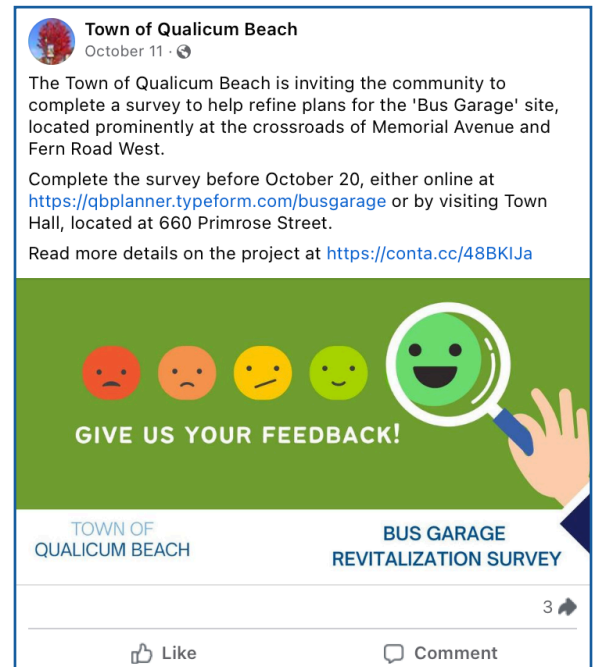 Town of Qualicum Beach
October 11 ·
The Town of Qualicum Beach is inviting the community to
complete a survey to help refine plans for the 'Bus Garage' site,
located prominently at the crossroads of Memorial Avenue and
Fern Road West.
Complete the survey before October 20, either online at
https://qbplanner.typeform.com/busgarage or by visiting Town
Hall, located at 660 Primrose Street.
Read more details on the project at https://conta.cc/48BKIJa
GIVE US YOUR FEEDBACK!
TOWN OF
QUALICUM BEACH
BUS GARAGE
REVITALIZATION SURVEY
3
Like
Comment